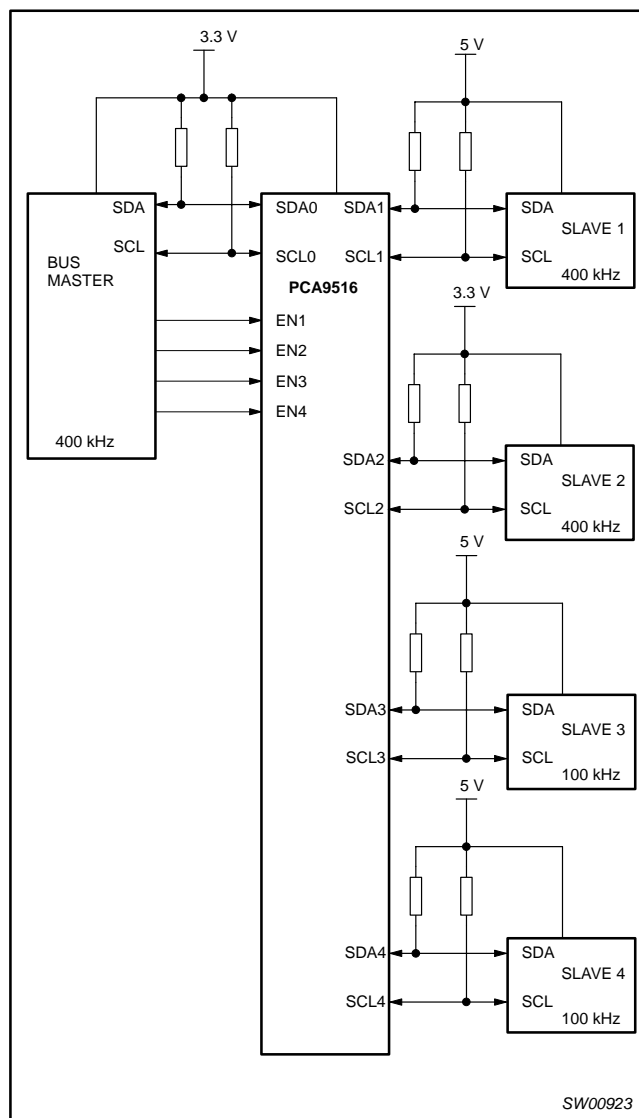 3.3 V
5 V
SDA
SDA0
SDA1
SDA
SLAVE 1
SCL
SCL0
SCL1
SCL
400 kHz
BUS
MASTER
PCA9516
EN1
EN2
EN3
EN4
400 kHz
3.3 V
SDA2
SDA
SLAVE 2
SCL2
SCL
400 kHz
5 V
SDA3
SDA
SLAVE 3
SCL3
SCL
100 kHz
5 V
SDA4
SDA
SLAVE 4
SCL4
SCL
100 kHz
SW00923